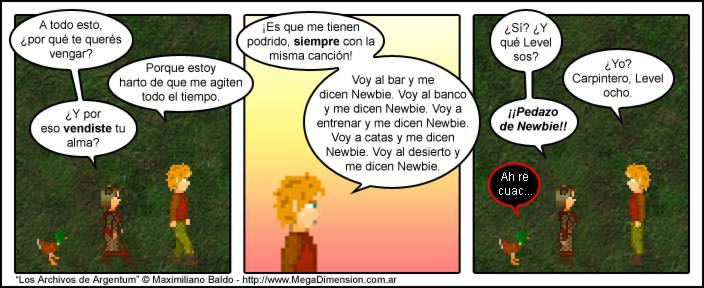 A todo esto,
¿por qué te querés
vengar?
Porque estoy
harto de que me agiten
todo el tiempo.
¿Y por
eso vendiste tu
alma?
¡Es que me tienen
podrido, siempre con la
misma canción!
Voy al bar y me
dicen Newbie. Voy al banco
y me dicen Newbie. Voy a
entrenar y me dicen Newbie.
Voy a catas y me dicen
Newbie. Voy al desierto y
me dicen Newbie.
¿Sí? ¿Y
qué Level
sos?
¿Yo?
Carpintero, Level
ocho.
¡¡Pedazo
de Newbie!!
Ah re
cuac...
"Los Archivos de Argentum" © Maximiliano Baldo - http://www.MegaDimension.com.ar